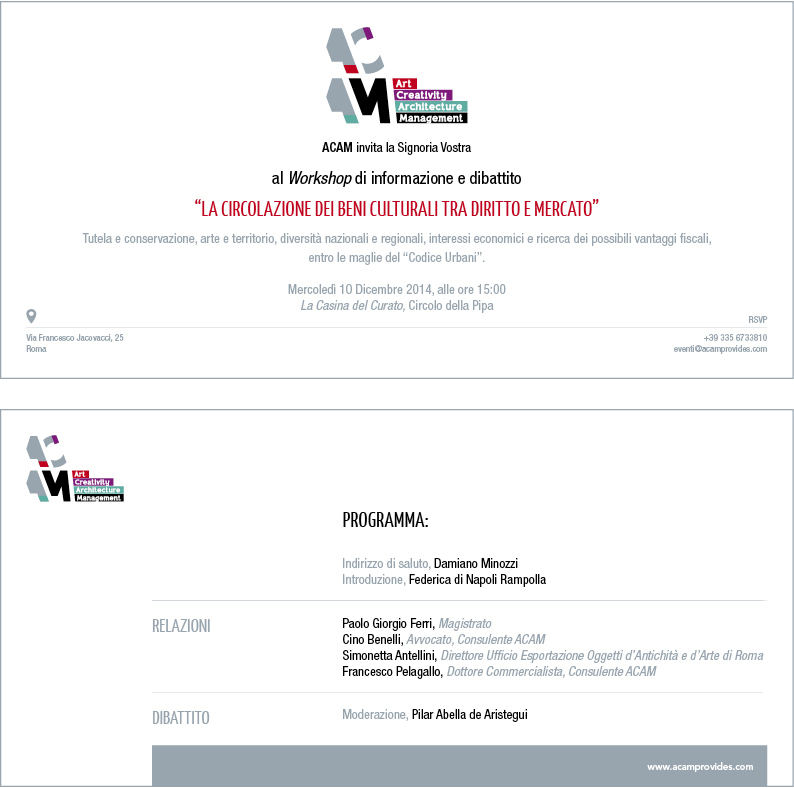 ACAM
Art
Creativity
Architecture
Management
ACAM invita la Signoria Vostra
al Workshop di informazione e dibattito
“LA CIRCOLAZIONE DEI BENI CULTURALI TRA DIRITTO E MERCATO”
Tutela e conservazione, arte e territorio, diversità nazionali e regionali, interessi economici e ricerca dei possibili vantaggi fiscali,
entro le maglie del “Codice Urbani”.
Mercoledì 10 Dicembre 2014, alle ore 15:00
La Casina del Curato, Circolo della Pipa
RSVP
Via Francesco Jacovacci, 25
Roma
+39 335 6733810
eventi@acamprovides.com
ACAM
Art
Creativity
Architecture
Management
PROGRAMMA:
Indirizzo di saluto, Damiano Minozzi
Introduzione, Federica di Napoli Rampolla
RELAZIONI
Paolo Giorgio Ferri, Magistrato
Cino Benelli, Avvocato, Consulente ACAM
Simonetta Antellini, Direttore Ufficio Esportazione Oggetti d’Antichità e d’Arte di Roma
Francesco Pelagallo, Dottore Commercialista, Consulente ACAM
DIBATTITO
Moderazione, Pilar Abella de Aristegui
www.acamprovides.com